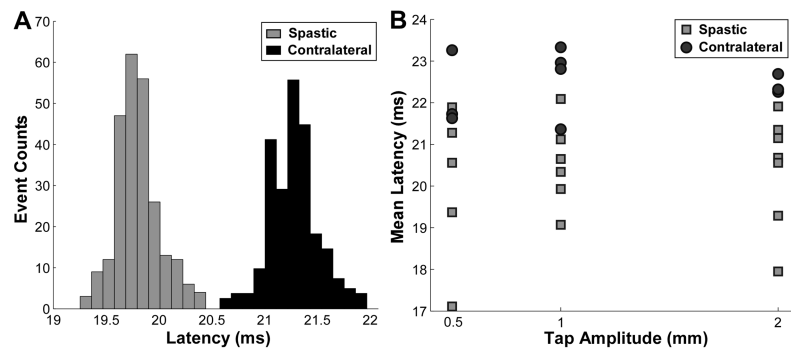 A
Event Counts
60
50
40
30
20
10
0
Spastic
Contralateral
19 19.5 20 20.5 21 21.5 22
Latency (ms)
B
Mean Latency (ms)
24
23
22
21
20
19
18
17
Spastic
Contralateral
0.5 1 2
Tap Amplitude (mm)